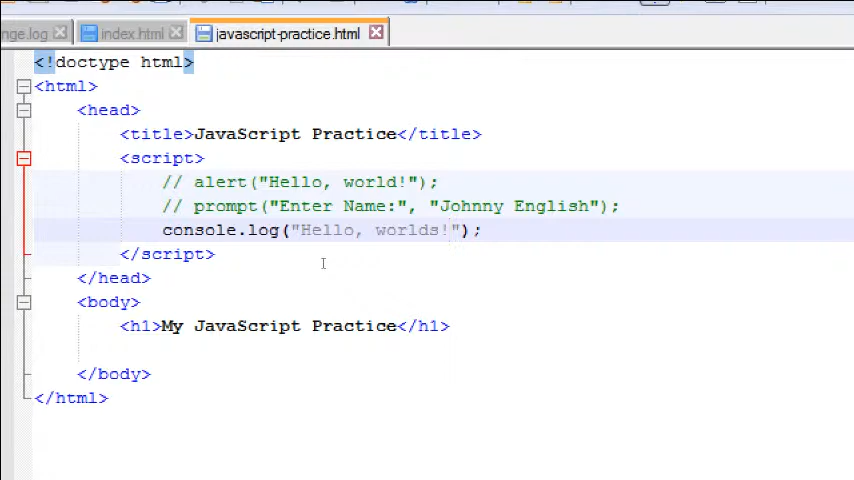 nge.log index.html javascript-practice.html
<!doctype html>
<html>
<head>
<title>JavaScript Practice</title>
<script>
// alert("Hello, world!");
// prompt("Enter Name:", "Johnny English");
console.log("Hello, worlds!");
</script>
</head>
<body>
<h1>My JavaScript Practice</h1>
</body>
</html>